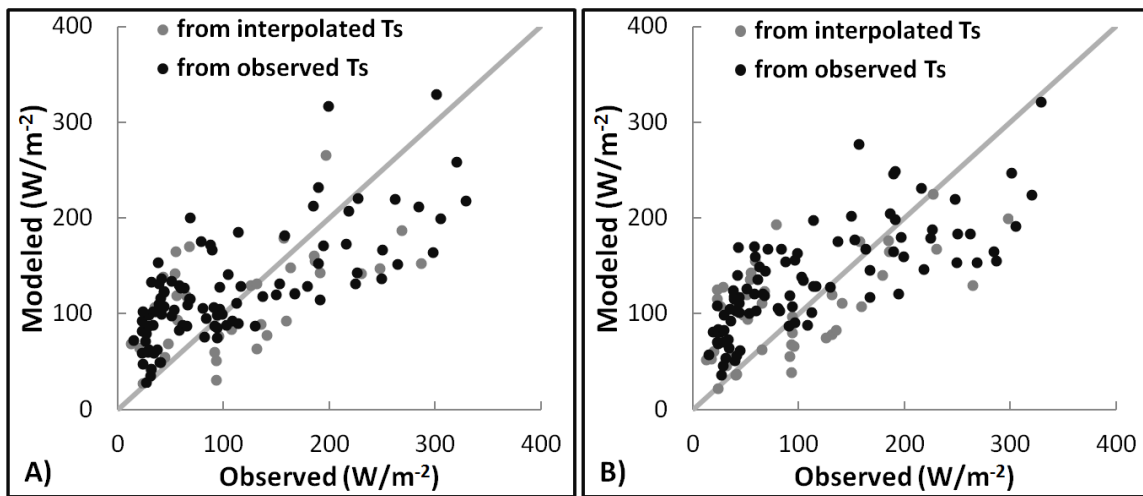 400
300
200
100
0
Modeled (W/m⁻²)
from interpolated Ts
from observed Ts
0 100 200 300 400
Observed (W/m⁻²)
A)
400
300
200
100
0
Modeled (W/m⁻²)
from interpolated Ts
from observed Ts
0 100 200 300 400
Observed (W/m⁻²)
B)